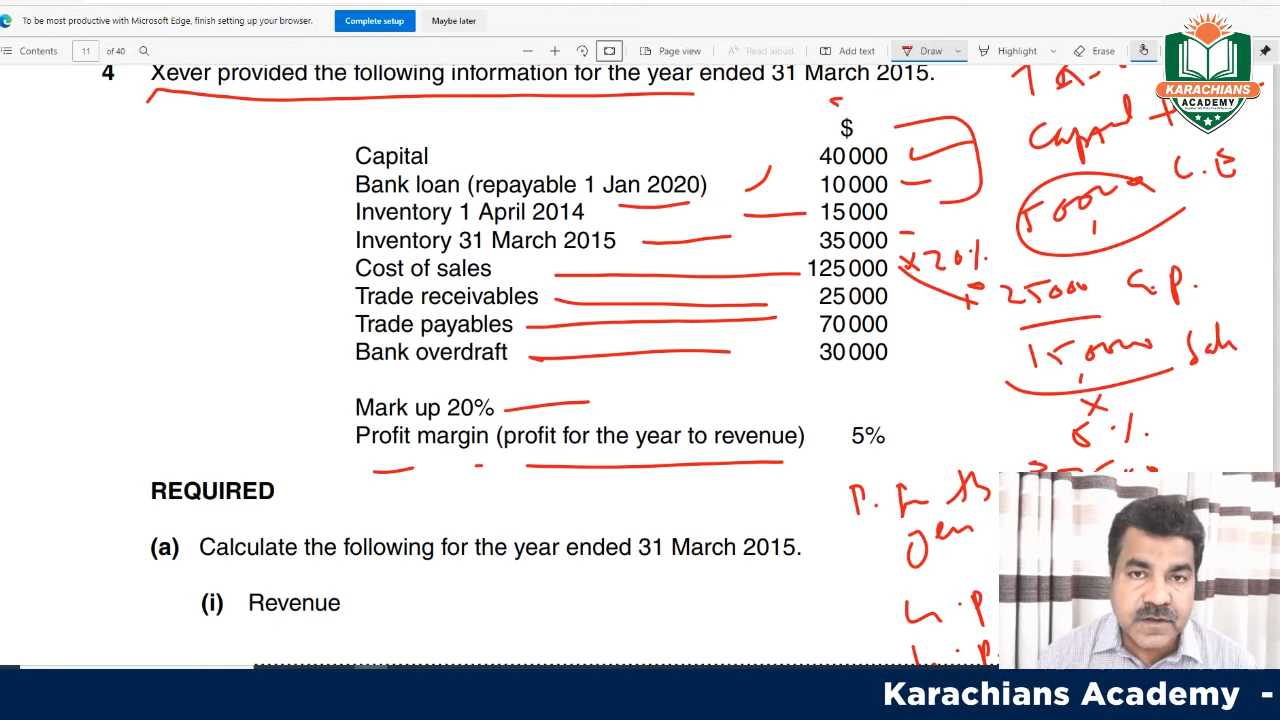 To be most productive with Microsoft Edge, finish setting up your browser.
Complete setup
Maybe later
Contents
11 of 40
Page view
Read aloud
Add text
Draw
Highlight
Erase
KARACHIANS
ACADEMY
4 Xever provided the following information for the year ended 31 March 2015.
$
Capital 40 000
Bank loan (repayable 1 Jan 2020) 10 000
Inventory 1 April 2014 15 000
Inventory 31 March 2015 35 000
Cost of sales 125 000
Trade receivables 25 000
Trade payables 70 000
Bank overdraft 30 000
Mark up 20%
Profit margin (profit for the year to revenue) 5%
REQUIRED
(a) Calculate the following for the year ended 31 March 2015.
(i) Revenue
Capital +
50000 C.E
x 20%
+ 25000 G.P.
150000 Sale
x
5%
P. for the
year
G.P
Karachians Academy -